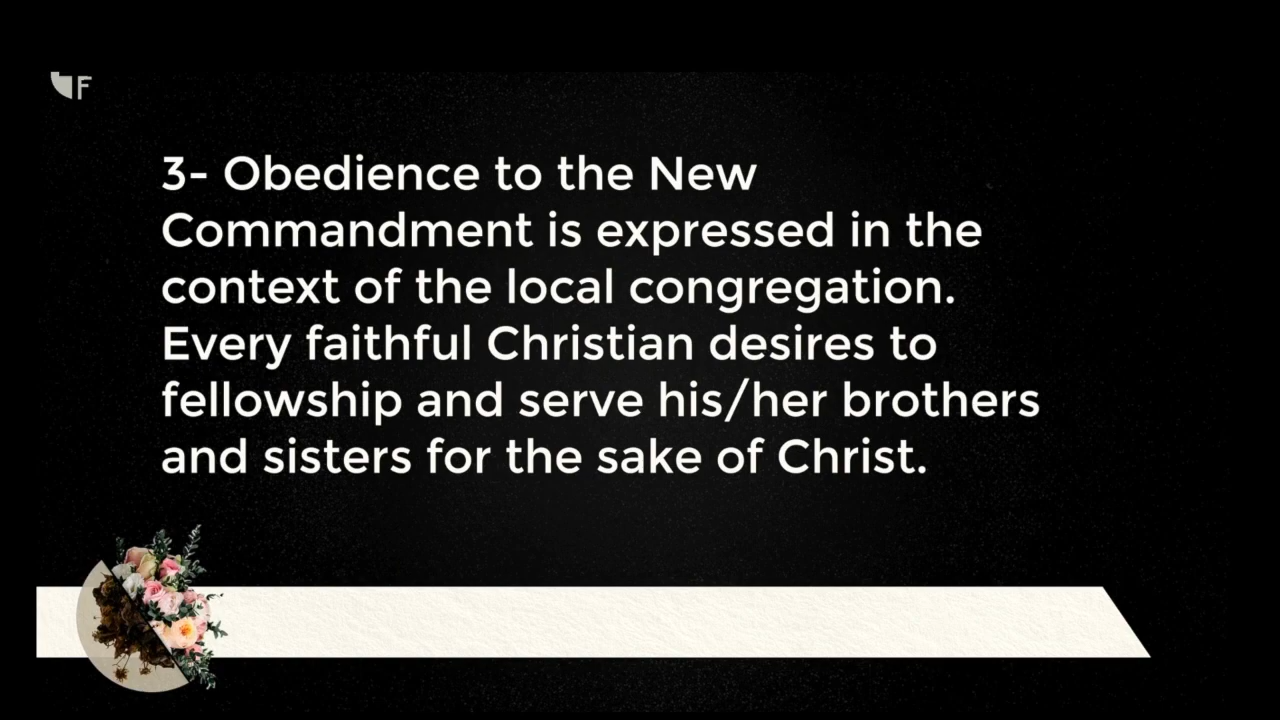 F
3- Obedience to the New
Commandment is expressed in the
context of the local congregation.
Every faithful Christian desires to
fellowship and serve his/her brothers
and sisters for the sake of Christ.